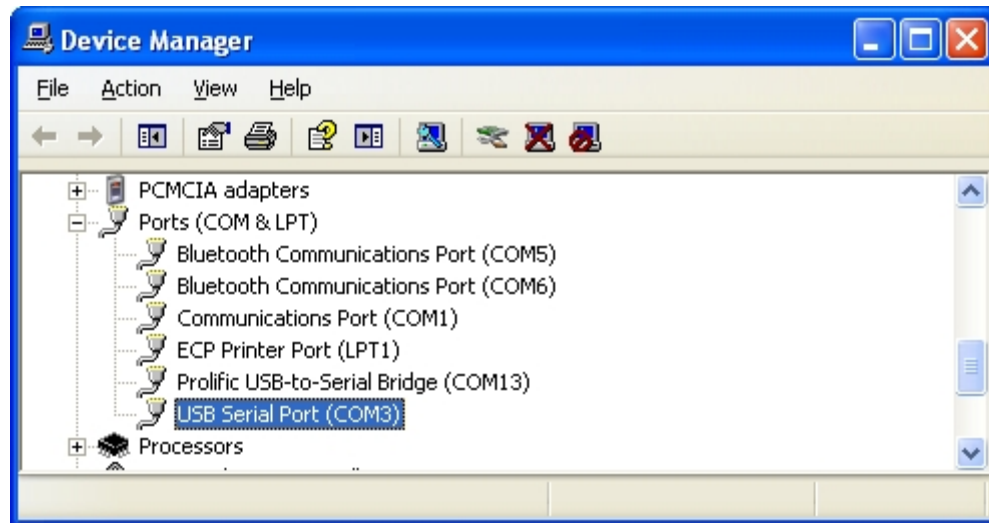 Device Manager
File Action View Help
PCMCIA adapters
Ports (COM & LPT)
Bluetooth Communications Port (COM5)
Bluetooth Communications Port (COM6)
Communications Port (COM1)
ECP Printer Port (LPT1)
Prolific USB-to-Serial Bridge (COM13)
USB Serial Port (COM3)
Processors